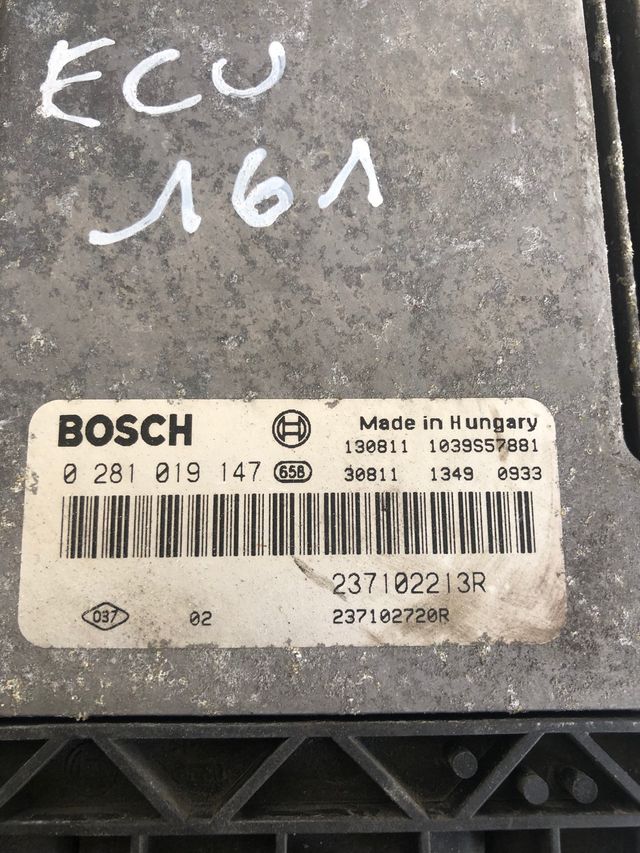 ECU
161
BOSCH
Made in Hungary
130811 1039S57881
0 281 019 147 658
30811 1349 0933
237102213R
037 02 237102720R